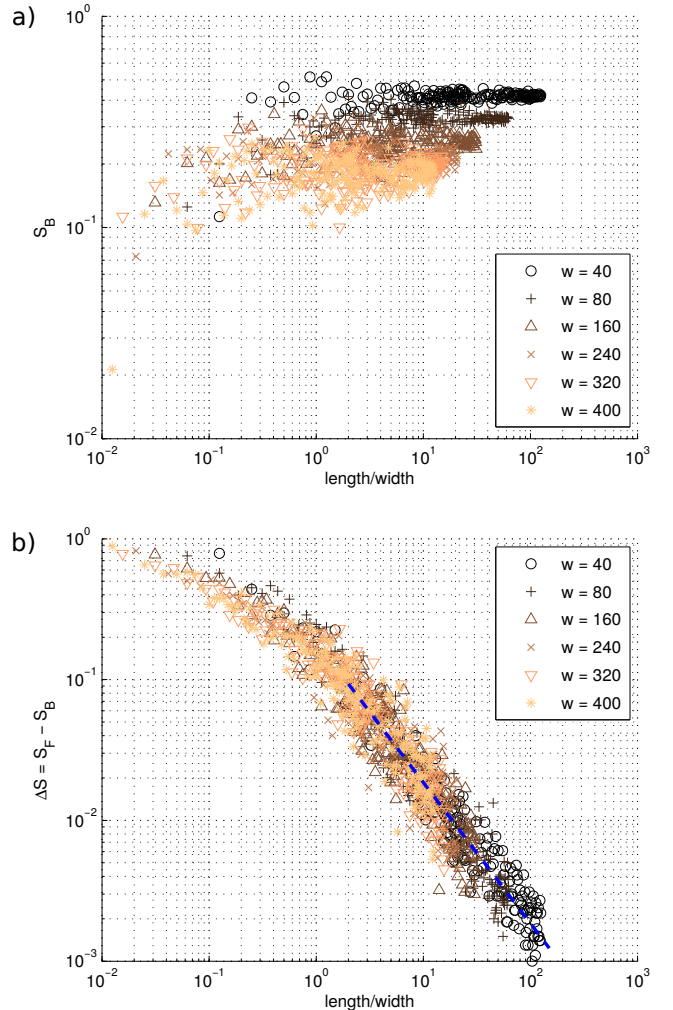 a)
10^0
10^-1
10^-2
S_B
10^-2 10^-1 10^0 10^1 10^2 10^3
length/width
w = 40
w = 80
w = 160
w = 240
w = 320
w = 400
b)
10^0
10^-1
10^-2
10^-3
ΔS = S_F − S_B
10^-2 10^-1 10^0 10^1 10^2 10^3
length/width
w = 40
w = 80
w = 160
w = 240
w = 320
w = 400